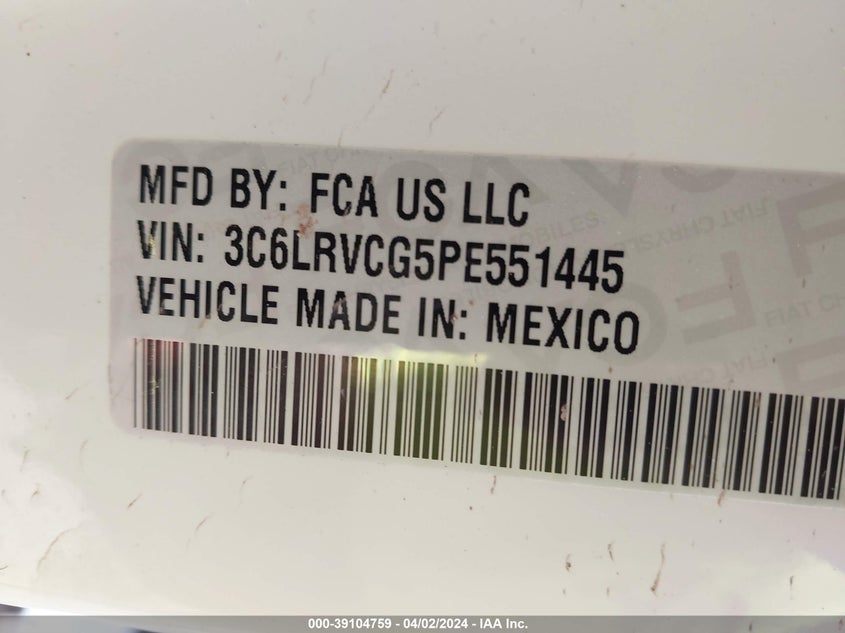 MFD BY: FCA US LLC
VIN: 3C6LRVCG5PE551445
VEHICLE MADE IN: MEXICO
000-39104759 - 04/02/2024 - IAA Inc.